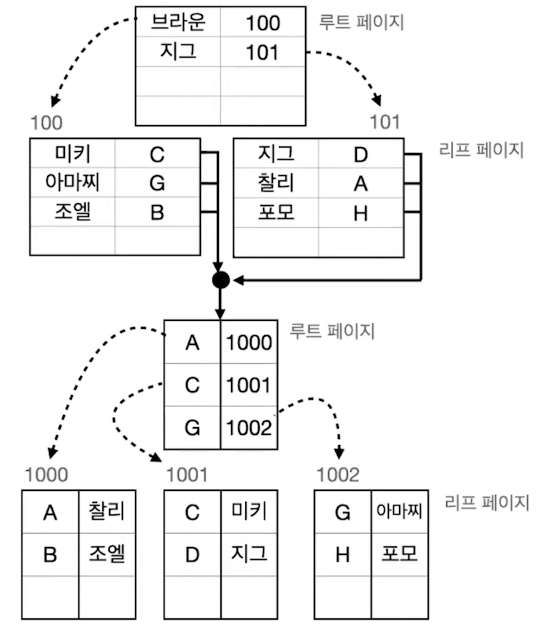 브라운 100 루트 페이지
지그 101
100 101
미키 C 지그 D 리프 페이지
아마찌 G 찰리 A
조엘 B 포모 H
A 1000 루트 페이지
C 1001
G 1002
1000 1001 1002
A 찰리 C 미키 G 아마찌 리프 페이지
B 조엘 D 지그 H 포모